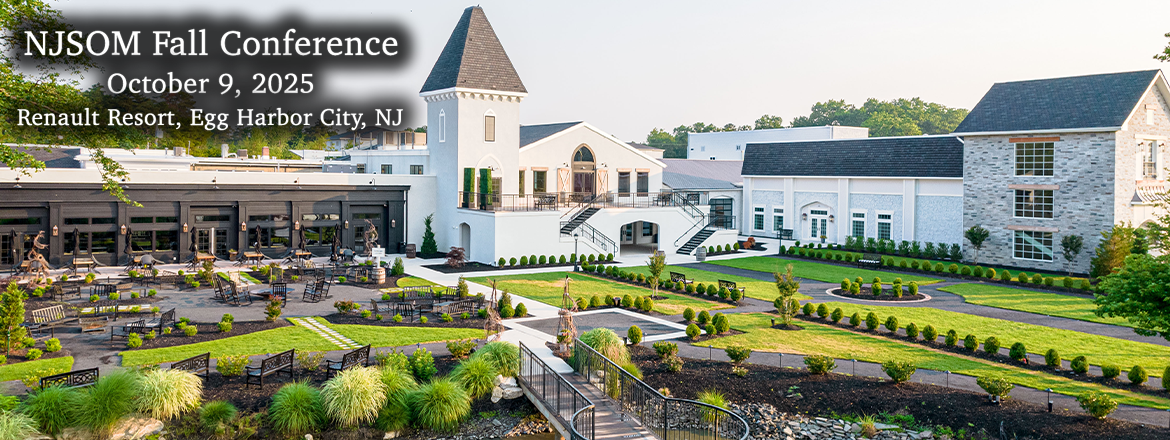 NJSOM Fall Conference
October 9, 2025
Renault Resort, Egg Harbor City, NJ